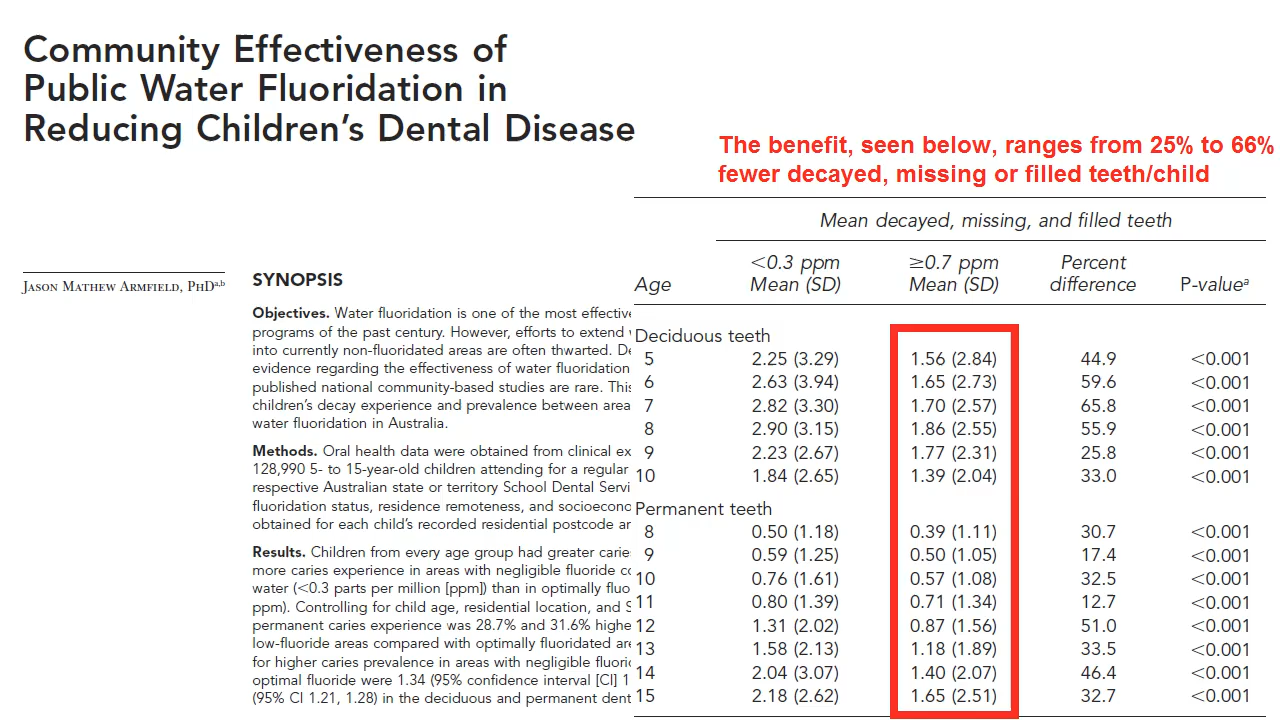 Community Effectiveness of
Public Water Fluoridation in
Reducing Children's Dental Disease
JASON MATHEW ARMFIELD, PHDa,b
SYNOPSIS
Objectives. Water fluoridation is one of the most effective
programs of the past century. However, efforts to extend
into currently non-fluoridated areas are often thwarted.
evidence regarding the effectiveness of water fluoridation
published national community-based studies are rare. This
children's decay experience and prevalence between area
water fluoridation in Australia.
Methods. Oral health data were obtained from clinical ex
128,990 5- to 15-year-old children attending for a regular
respective Australian state or territory School Dental Servi
fluoridation status, residence remoteness, and socioecono
obtained for each child's recorded residential postcode
Results. Children from every age group had greater caries
more caries experience in areas with negligible fluoride co
water (<0.3 parts per million [ppm]) than in optimally fluo
ppm). Controlling for child age, residential location, and S
permanent caries experience was 28.7% and 31.6% highe
low-fluoride areas compared with optimally fluoridated are
for higher caries prevalence in areas with negligible fluoric
optimal fluoride were 1.34 (95% confidence interval [CI] 1
(95% CI 1.21, 1.28) in the deciduous and permanent dent
The benefit, seen below, ranges from 25% to 66%
fewer decayed, missing or filled teeth/child
Mean decayed, missing, and filled teeth
<0.3 ppm ≥0.7 ppm Percent
Age Mean (SD) Mean (SD) difference P-valuea
Deciduous teeth
5 2.25 (3.29) 1.56 (2.84) 44.9 <0.001
6 2.63 (3.94) 1.65 (2.73) 59.6 <0.001
7 2.82 (3.30) 1.70 (2.57) 65.8 <0.001
8 2.90 (3.15) 1.86 (2.55) 55.9 <0.001
9 2.23 (2.67) 1.77 (2.31) 25.8 <0.001
10 1.84 (2.65) 1.39 (2.04) 33.0 <0.001
Permanent teeth
8 0.50 (1.18) 0.39 (1.11) 30.7 <0.001
9 0.59 (1.25) 0.50 (1.05) 17.4 <0.001
10 0.76 (1.61) 0.57 (1.08) 32.5 <0.001
11 0.80 (1.39) 0.71 (1.34) 12.7 <0.001
12 1.31 (2.02) 0.87 (1.56) 51.0 <0.001
13 1.58 (2.13) 1.18 (1.89) 33.5 <0.001
14 2.04 (3.07) 1.40 (2.07) 46.4 <0.001
15 2.18 (2.62) 1.65 (2.51) 32.7 <0.001